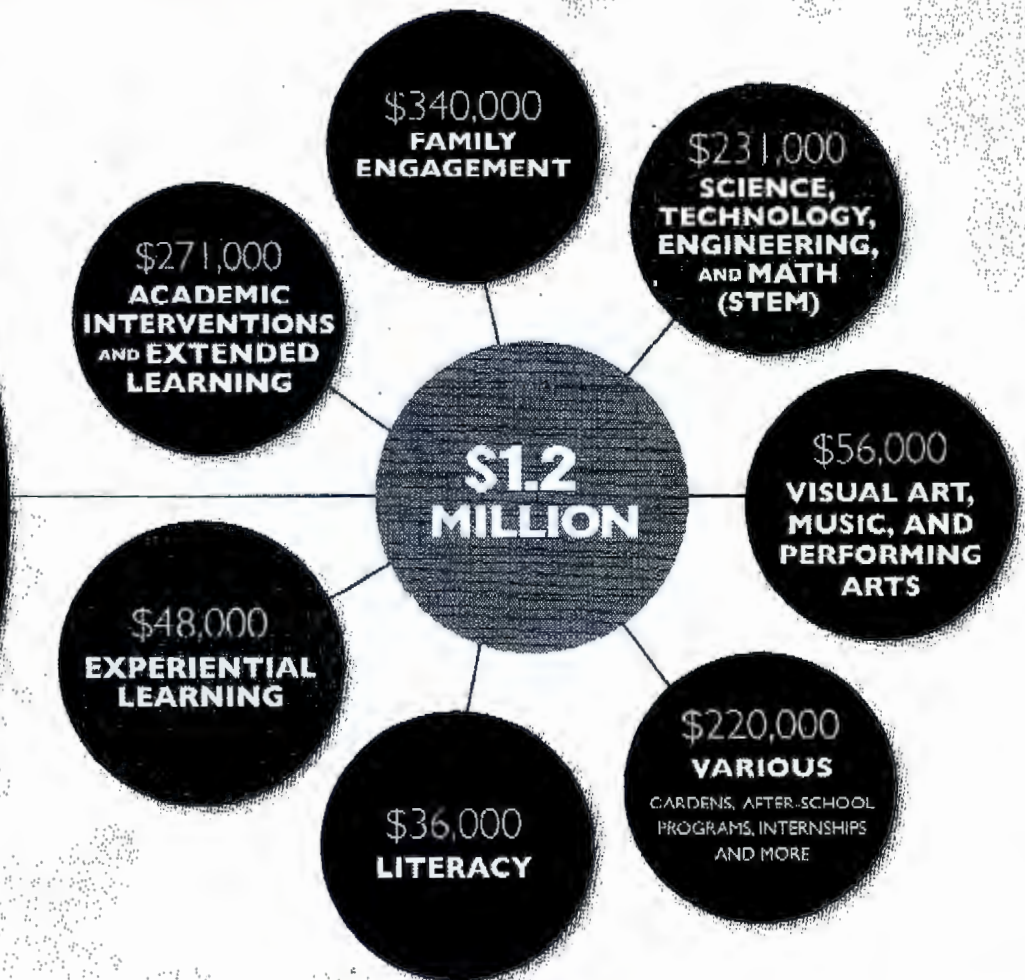 $340,000
FAMILY
ENGAGEMENT
$231,000
SCIENCE,
TECHNOLOGY,
ENGINEERING,
AND MATH
(STEM)
$271,000
ACADEMIC
INTERVENTIONS
AND EXTENDED
LEARNING
$1.2
MILLION
$56,000
VISUAL ART,
MUSIC, AND
PERFORMING
ARTS
$48,000
EXPERIENTIAL
LEARNING
$220,000
VARIOUS
GARDENS, AFTER-SCHOOL
PROGRAMS, INTERNSHIPS
AND MORE
$36,000
LITERACY